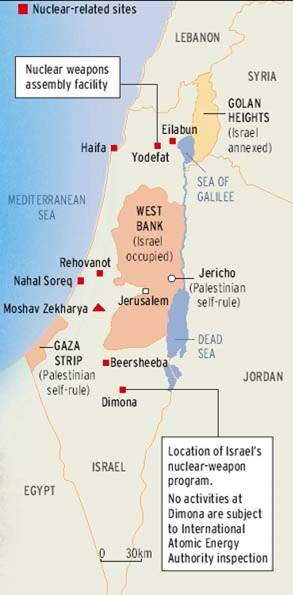 Nuclear-related sites
LEBANON
Nuclear weapons
assembly facility
SYRIA
GOLAN
HEIGHTS
(Israel
annexed)
Eilabun
Haifa
Yodefat
SEA OF
GALILEE
MEDITERRANEAN
SEA
WEST
BANK
(Israel
occupied)
Rehovanot
Nahal Soreq
Jericho
(Palestinian
self-rule)
Jerusalem
Moshav Zekharya
DEAD
SEA
GAZA
STRIP
(Palestinian
self-rule)
Beersheeba
JORDAN
Dimona
Location of Israel's
nuclear-weapon
program.
No activities at
Dimona are subject
to International
Atomic Energy
Authority inspection
ISRAEL
EGYPT
0 30km